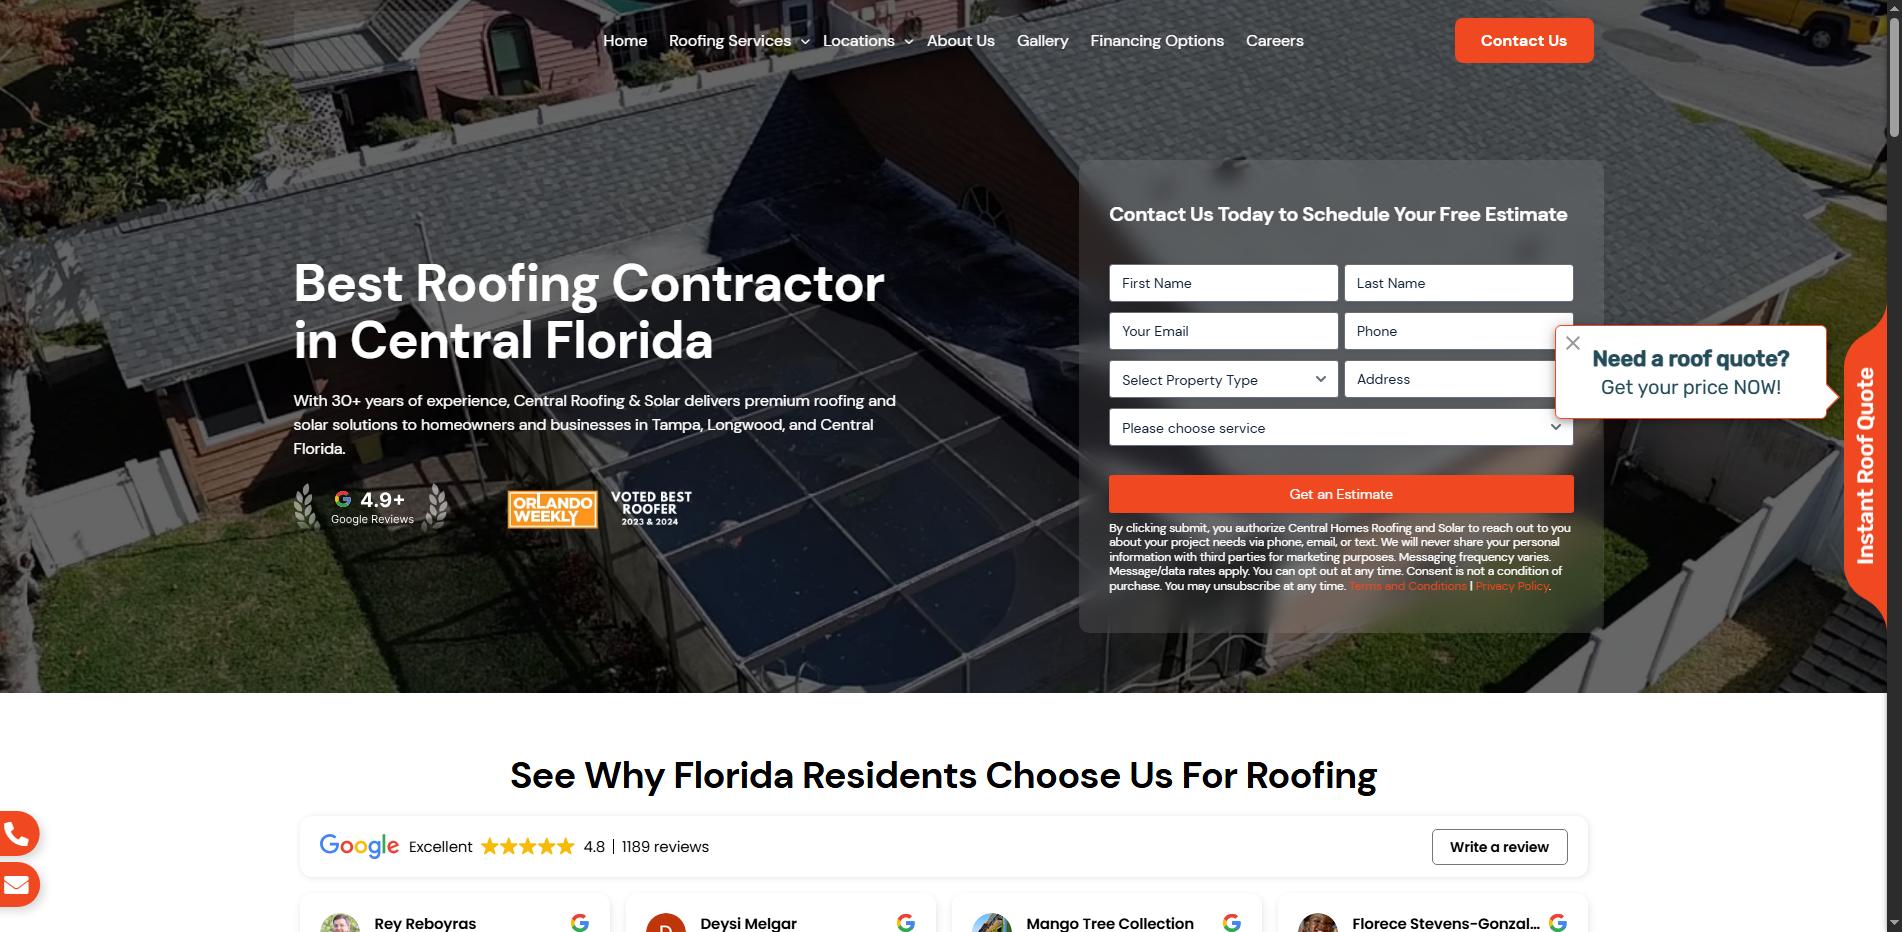 Home Roofing Services Locations About Us Gallery Financing Options Careers
Contact Us
Best Roofing Contractor
in Central Florida
With 30+ years of experience, Central Roofing & Solar delivers premium roofing and
solar solutions to homeowners and businesses in Tampa, Longwood, and Central
Florida.
G 4.9+
Google Reviews
ORLANDO
WEEKLY
VOTED BEST
ROOFER
2023 & 2024
Contact Us Today to Schedule Your Free Estimate
First Name
Last Name
Your Email
Phone
Select Property Type
Address
Please choose service
Get an Estimate
By clicking submit, you authorize Central Homes Roofing and Solar to reach out to you
about your project needs via phone, email, or text. We will never share your personal
information with third parties for marketing purposes. Messaging frequency varies.
Message/data rates apply. You can opt out at any time. Consent is not a condition of
purchase. You may unsubscribe at any time. Terms and Conditions | Privacy Policy.
Need a roof quote?
Get your price NOW!
Instant Roof Quote
See Why Florida Residents Choose Us For Roofing
Google Excellent 4.8 | 1189 reviews
Write a review
Rey Reboyras
Deysi Melgar
D
Mango Tree Collection
Florece Stevens-Gonzal...